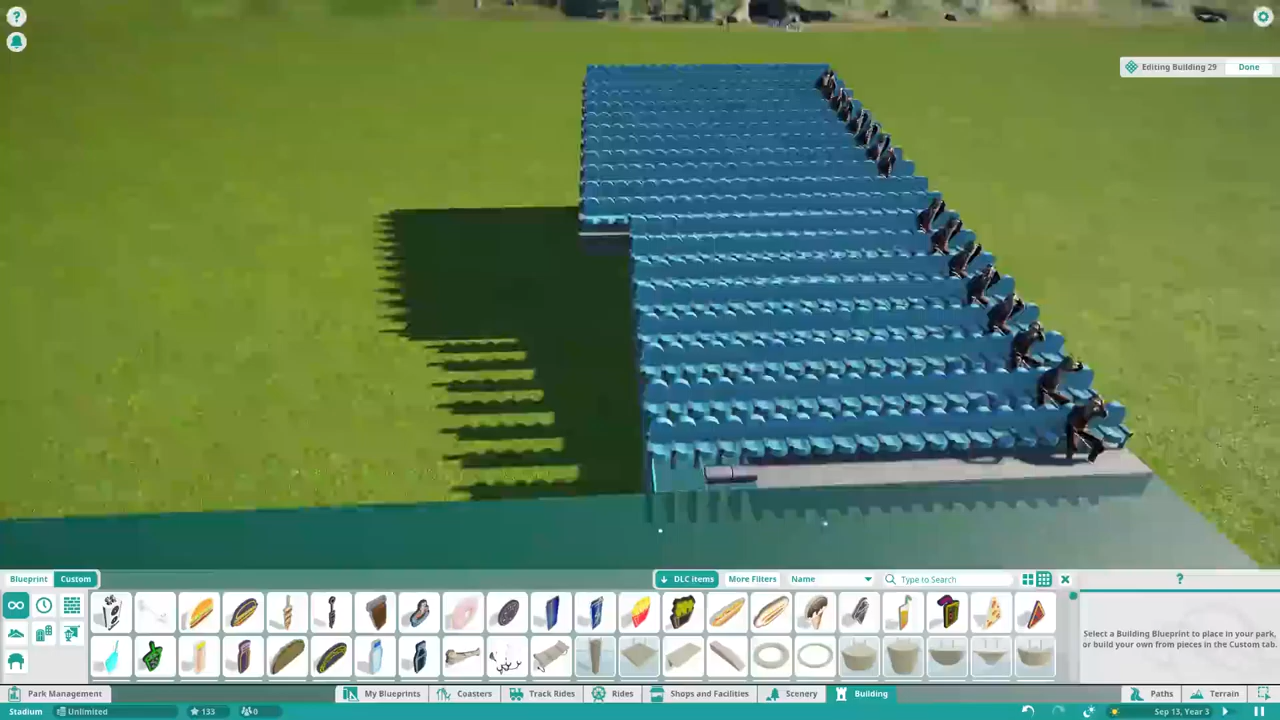 ?
Editing Building 29 Done
Blueprint Custom
DLC items More Filters Name Type to Search
?
Select a Building Blueprint to place in your park,
or build your own from pieces in the Custom tab.
Park Management My Blueprints Coasters Track Rides Rides Shops and Facilities Scenery Building Paths Terrain
Stadium Unlimited 133 0 Sep 13, Year 3